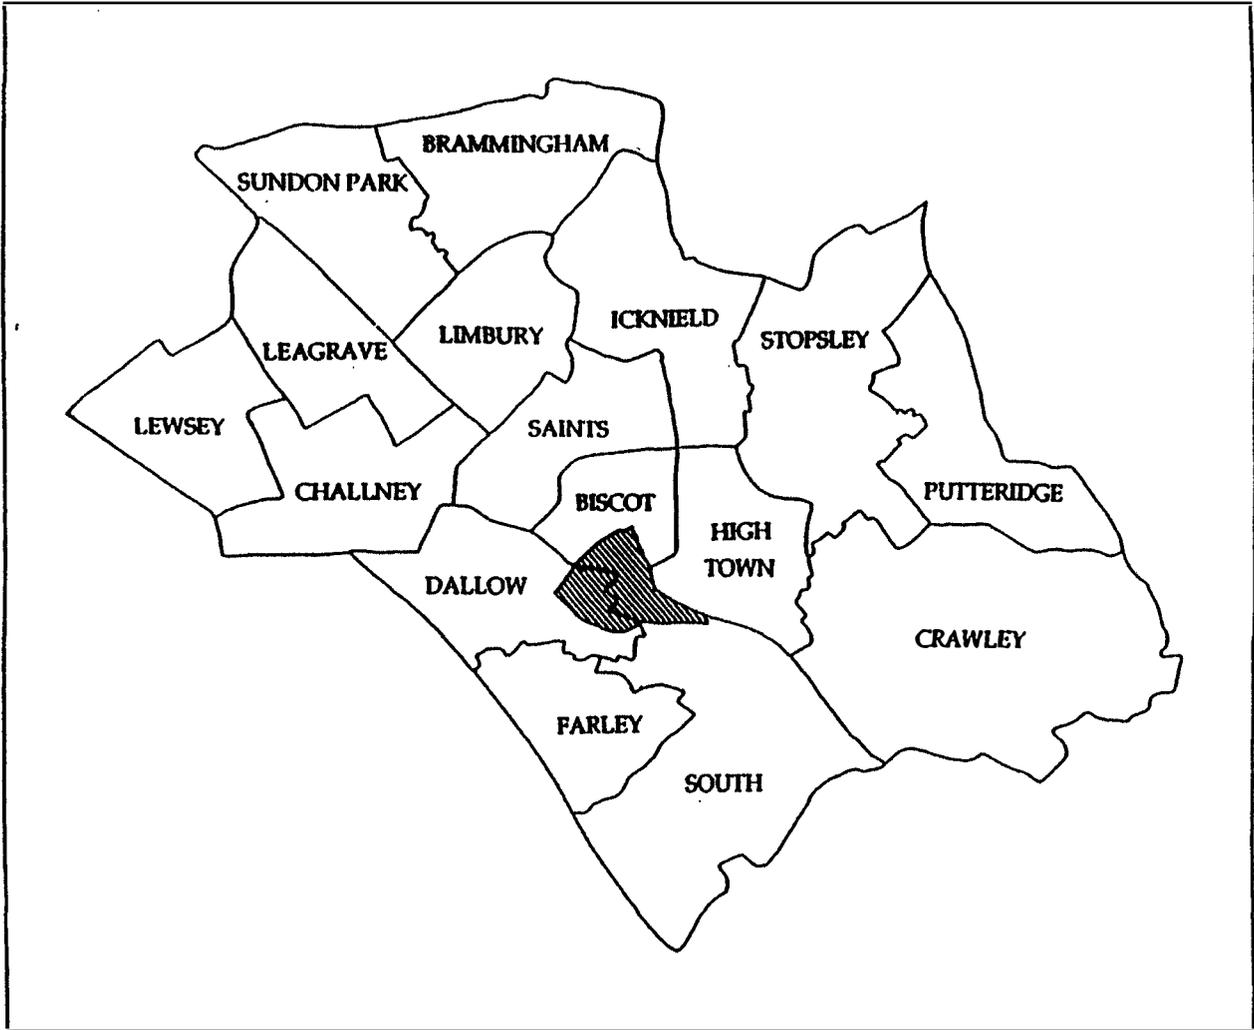 BRAMMINGHAM
SUNDON PARK
ICKNIELD
LIMBURY
STOPSLEY
LEAGRAVE
LEWSEY
SAINTS
CHALLNEY
PUTTERIDGE
BISCOT
HIGH
TOWN
DALLOW
CRAWLEY
FARLEY
SOUTH